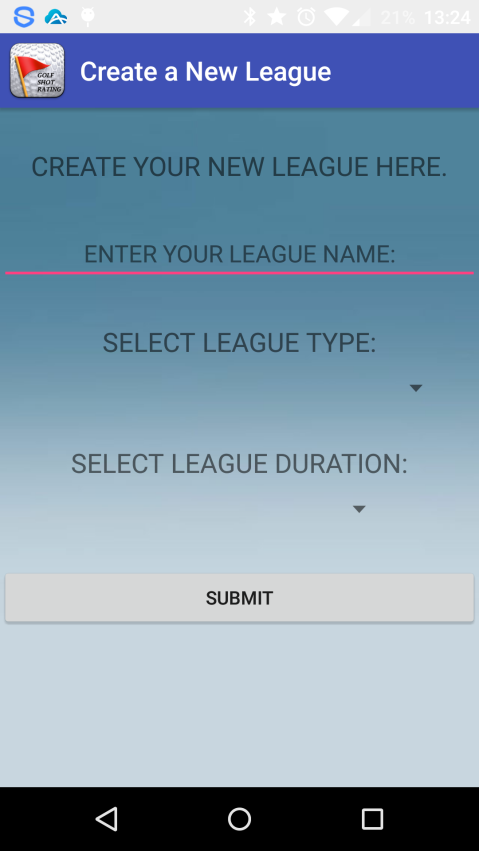 21% 13:24
GOLF
SHOT
RATING
Create a New League
CREATE YOUR NEW LEAGUE HERE.
ENTER YOUR LEAGUE NAME:
SELECT LEAGUE TYPE:
SELECT LEAGUE DURATION:
SUBMIT